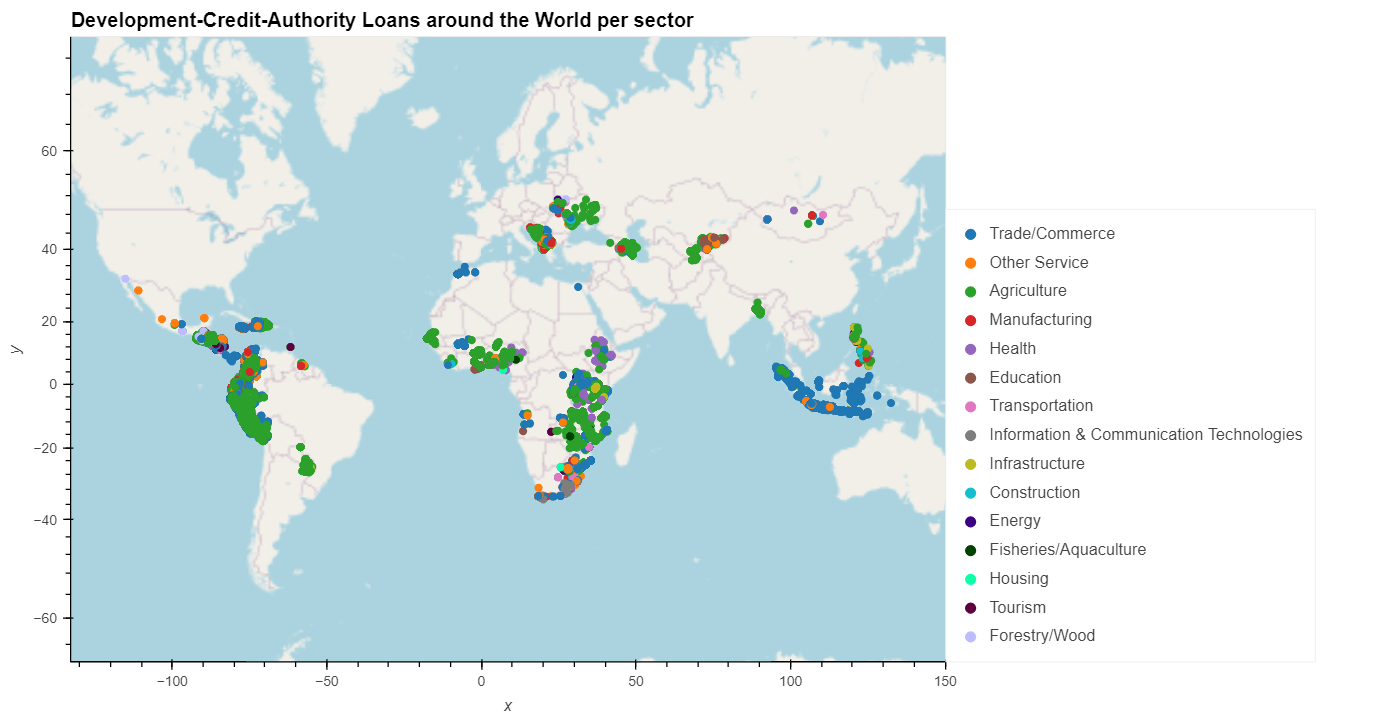 Development-Credit-Authority Loans around the World per sector
60
40
20
0
−20
−40
−60
y
−100
−50
0
50
100
150
x
Trade/Commerce
Other Service
Agriculture
Manufacturing
Health
Education
Transportation
Information & Communication Technologies
Infrastructure
Construction
Energy
Fisheries/Aquaculture
Housing
Tourism
Forestry/Wood